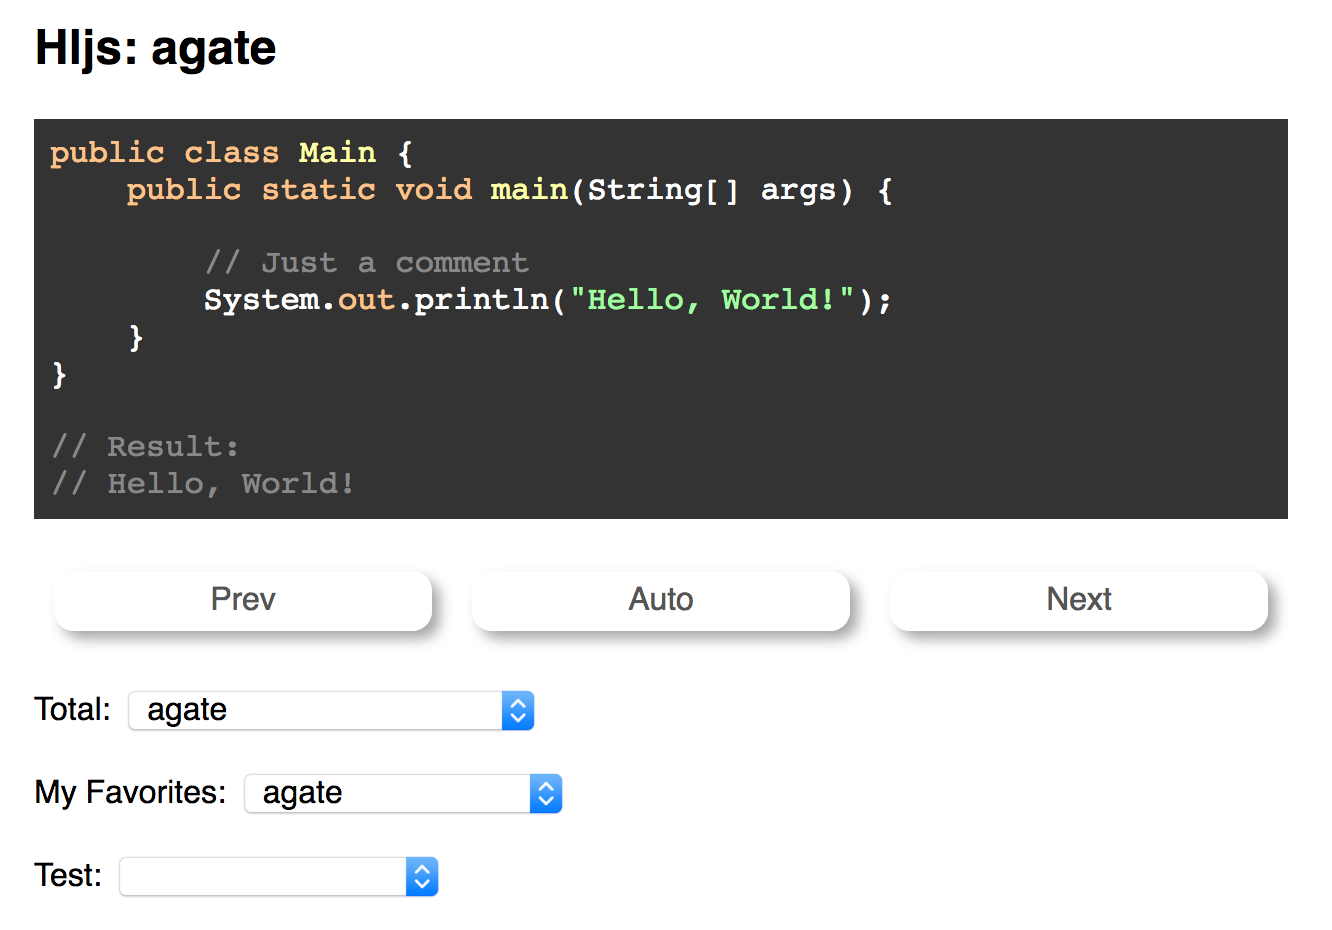 Hljs: agate
public class Main {
    public static void main(String[] args) {
        // Just a comment
        System.out.println("Hello, World!");
    }
}
// Result:
// Hello, World!
Prev Auto Next
Total: agate
My Favorites: agate
Test: